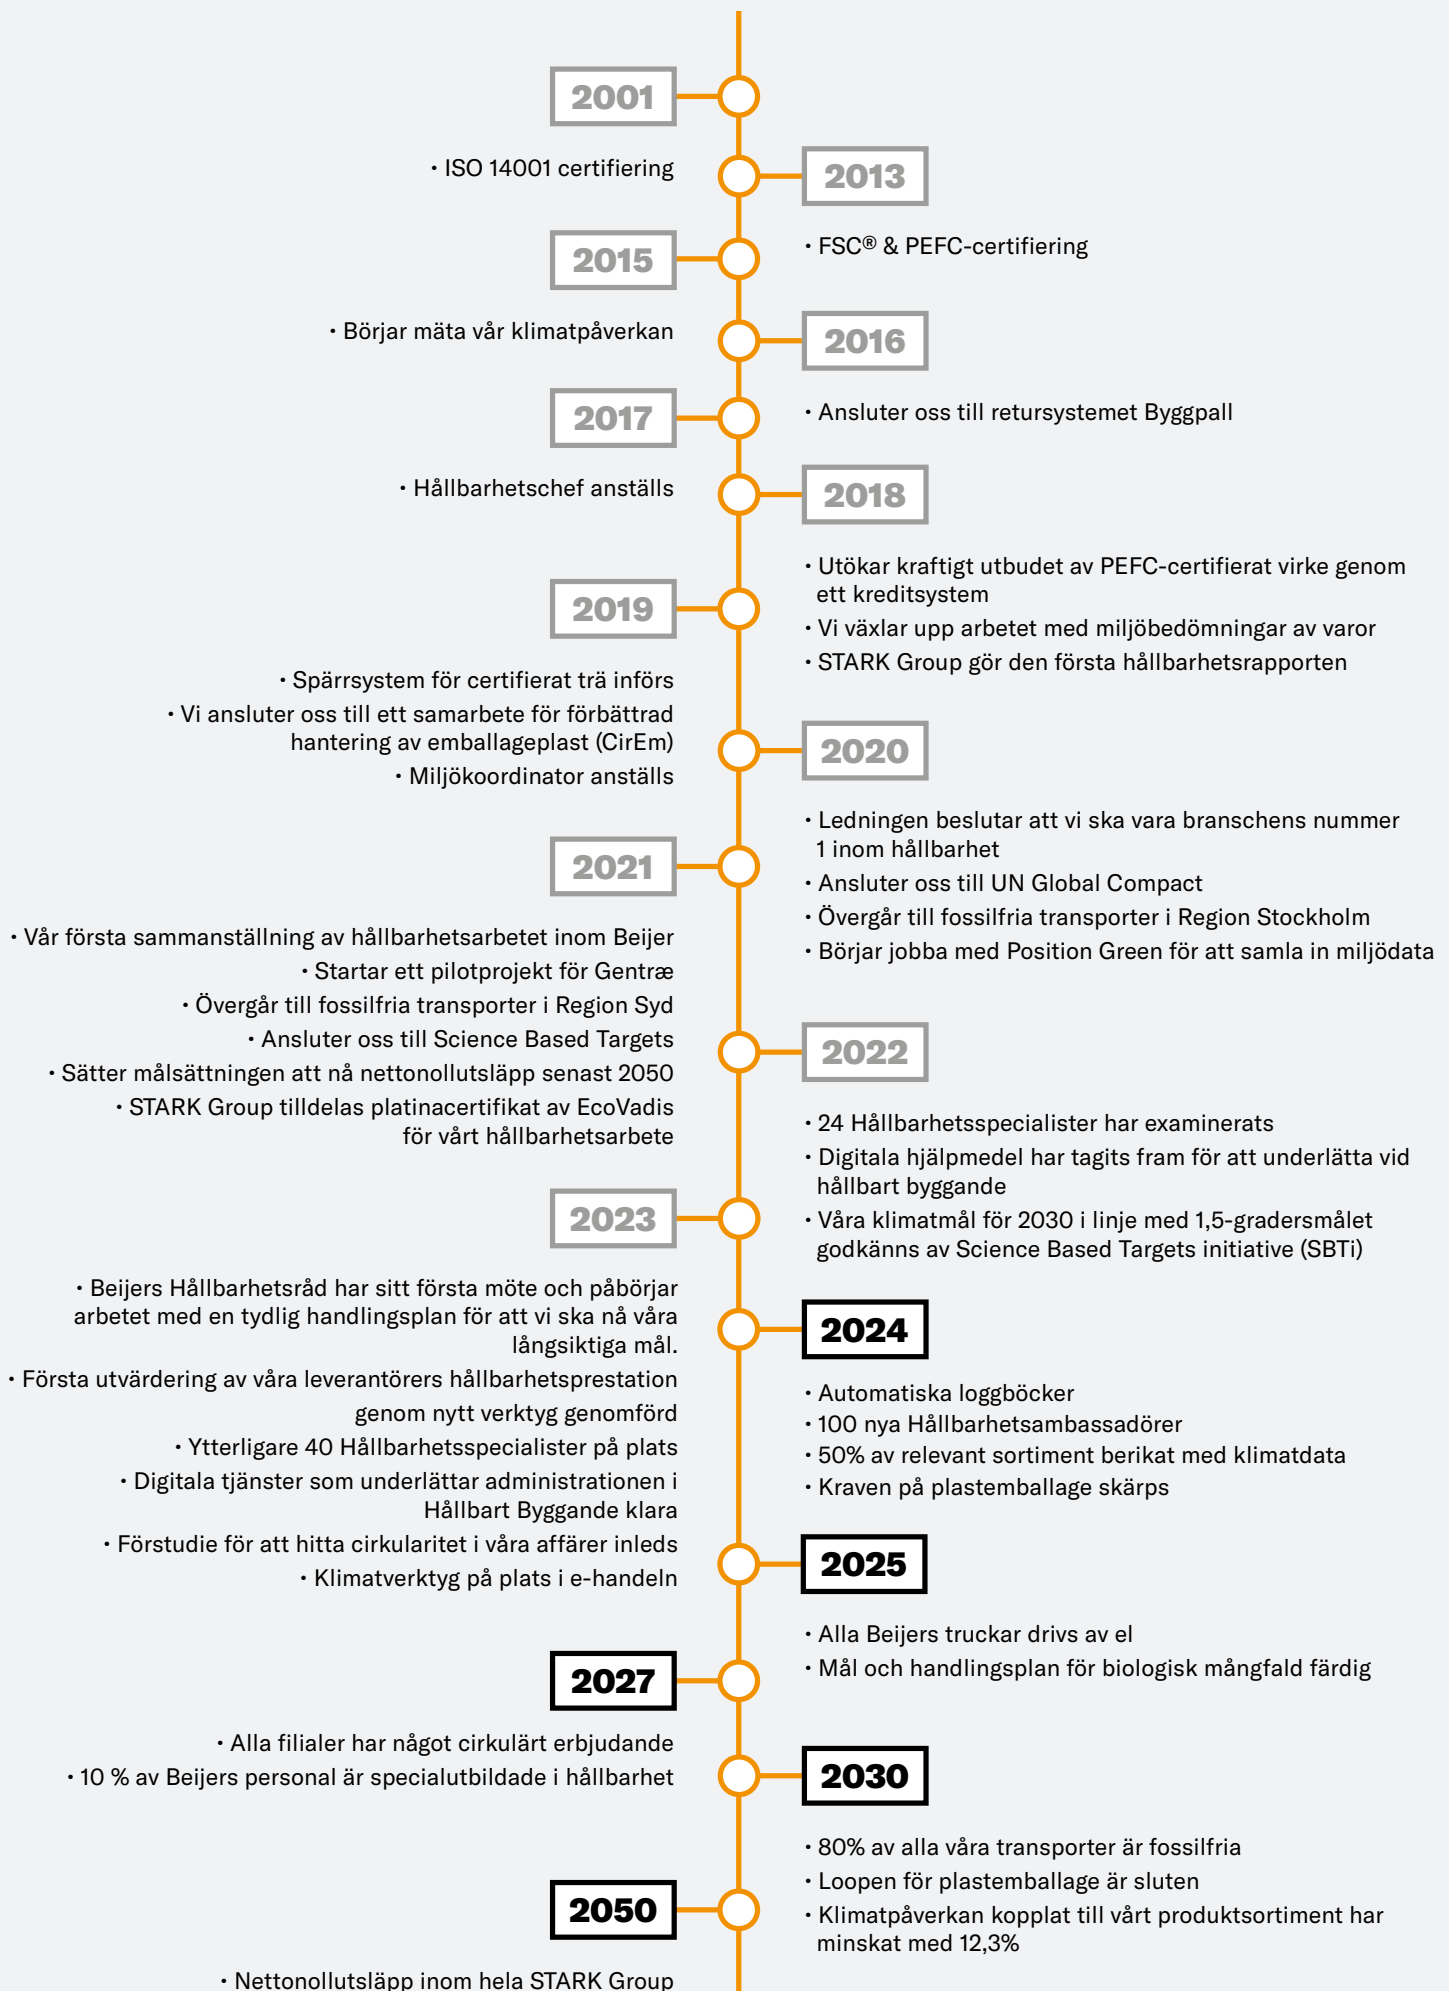 2001
• ISO 14001 certifiering
2013
• FSC® & PEFC-certifiering
2015
• Börjar mäta vår klimatpåverkan
2016
• Ansluter oss till retursystemet Byggpall
2017
• Hållbarhetschef anställs
2018
• Utökar kraftigt utbudet av PEFC-certifierat virke genom
ett kreditsystem
• Vi växlar upp arbetet med miljöbedömningar av varor
• STARK Group gör den första hållbarhetsrapporten
2019
• Spärrsystem för certifierat trä införs
• Vi ansluter oss till ett samarbete för förbättrad
hantering av emballageplast (CirEm)
• Miljökoordinator anställs
2020
• Ledningen beslutar att vi ska vara branschens nummer
1 inom hållbarhet
• Ansluter oss till UN Global Compact
• Övergår till fossilfria transporter i Region Stockholm
• Börjar jobba med Position Green för att samla in miljödata
2021
• Vår första sammanställning av hållbarhetsarbetet inom Beijer
• Startar ett pilotprojekt för Gentræ
• Övergår till fossilfria transporter i Region Syd
• Ansluter oss till Science Based Targets
• Sätter målsättningen att nå nettonollutsläpp senast 2050
• STARK Group tilldelas platinacertifikat av EcoVadis
för vårt hållbarhetsarbete
2022
• 24 Hållbarhetsspecialister har examinerats
• Digitala hjälpmedel har tagits fram för att underlätta vid
hållbart byggande
• Våra klimatmål för 2030 i linje med 1,5-gradersmålet
godkänns av Science Based Targets initiative (SBTi)
2023
• Beijers Hållbarhetsråd har sitt första möte och påbörjar
arbetet med en tydlig handlingsplan för att vi ska nå våra
långsiktiga mål.
• Första utvärdering av våra leverantörers hållbarhetsprestation
genom nytt verktyg genomförd
• Ytterligare 40 Hållbarhetsspecialister på plats
• Digitala tjänster som underlättar administrationen i
Hållbart Byggande klara
• Förstudie för att hitta cirkularitet i våra affärer inleds
• Klimatverktyg på plats i e-handeln
2024
• Automatiska loggböcker
• 100 nya Hållbarhetsambassadörer
• 50% av relevant sortiment berikat med klimatdata
• Kraven på plastemballage skärps
2025
• Alla Beijers truckar drivs av el
• Mål och handlingsplan för biologisk mångfald färdig
2027
• Alla filialer har något cirkulärt erbjudande
• 10 % av Beijers personal är specialutbildade i hållbarhet
2030
• 80% av alla våra transporter är fossilfria
• Loopen för plastemballage är sluten
• Klimatpåverkan kopplat till vårt produktsortiment har
minskat med 12,3%
2050
• Nettonollutsläpp inom hela STARK Group